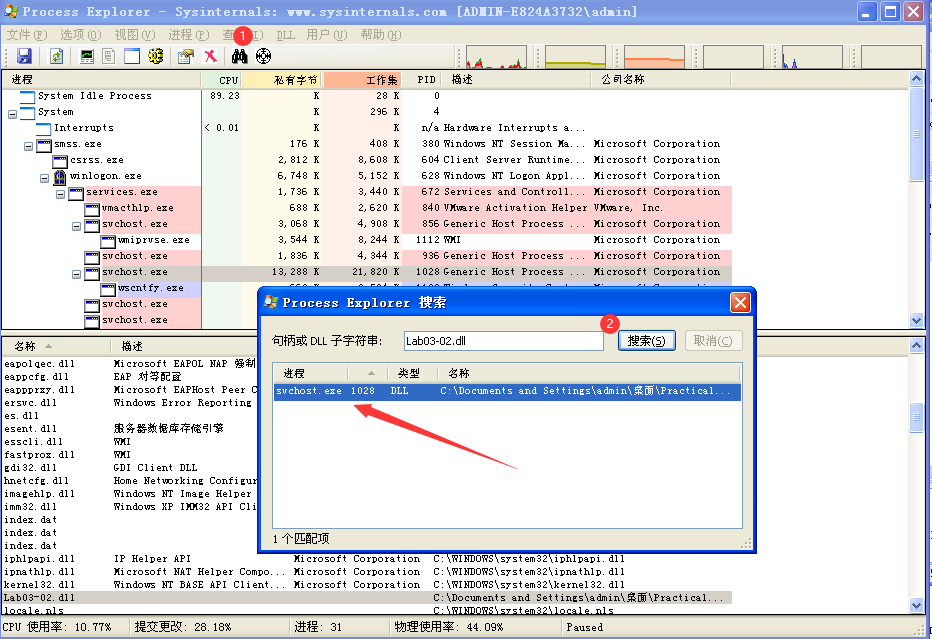 Process Explorer - Sysinternals: www.sysinternals.com [ADMIN-E824A3732\admin]
文件(F) 选项(O) 视图(V) 进程(P) 查 I) DLL 用户(U) 帮助(H)
1
进程 CPU 私有字节 工作集 PID 描述 公司名称
System Idle Process 89.23 K 28 K 0
System K 296 K 4
Interrupts < 0.01 K K n/a Hardware Interrupts a...
smss.exe 176 K 408 K 380 Windows NT Session Ma... Microsoft Corporation
csrss.exe 2,812 K 8,608 K 604 Client Server Runtime... Microsoft Corporation
winlogon.exe 6,748 K 5,152 K 628 Windows NT Logon Appl... Microsoft Corporation
services.exe 1,736 K 3,440 K 672 Services and Controll... Microsoft Corporation
vmacthlp.exe 688 K 2,620 K 840 VMware Activation Helper VMware, Inc.
svchost.exe 3,068 K 4,908 K 856 Generic Host Process ... Microsoft Corporation
wmiprvse.exe 3,544 K 8,244 K 1112 WMI Microsoft Corporation
svchost.exe 1,836 K 4,344 K 936 Generic Host Process ... Microsoft Corporation
svchost.exe 13,288 K 21,820 K 1028 Generic Host Process ... Microsoft Corporation
wscntfy.exe
svchost.exe
svchost.exe
Process Explorer 搜索
2
句柄或 DLL 子字符串: Lab03-02.dll 搜索(S) 取消(C)
进程 类型 名称
svchost.exe 1028 DLL C:\Documents and Settings\admin\桌面\Practical...
1 个匹配项
名称 描述
eapolqec.dll Microsoft EAPOL NAP 强制
eappcfg.dll EAP 对等配置
eappprxy.dll Microsoft EAPHost Peer C
ersvc.dll Windows Error Reporting
es.dll
esent.dll 服务器数据库存储引擎
esscli.dll WMI
fastprox.dll WMI
gdi32.dll GDI Client DLL
hnetcfg.dll Home Networking Configur
imagehlp.dll Windows NT Image Helper
imm32.dll Windows XP IMM32 API Cli
index.dat
index.dat
index.dat
iphlpapi.dll IP Helper API Microsoft Corporation C:\WINDOWS\system32\iphlpapi.dll
ipnathlp.dll Microsoft NAT Helper Compo... Microsoft Corporation C:\WINDOWS\system32\ipnathlp.dll
kernel32.dll Windows NT BASE API Client... Microsoft Corporation C:\WINDOWS\system32\kernel32.dll
Lab03-02.dll C:\Documents and Settings\admin\桌面\Practical...
locale.nls C:\WINDOWS\system32\locale.nls
CPU 使用率: 10.77% 提交更改: 28.18% 进程: 31 物理使用率: 44.09% Paused